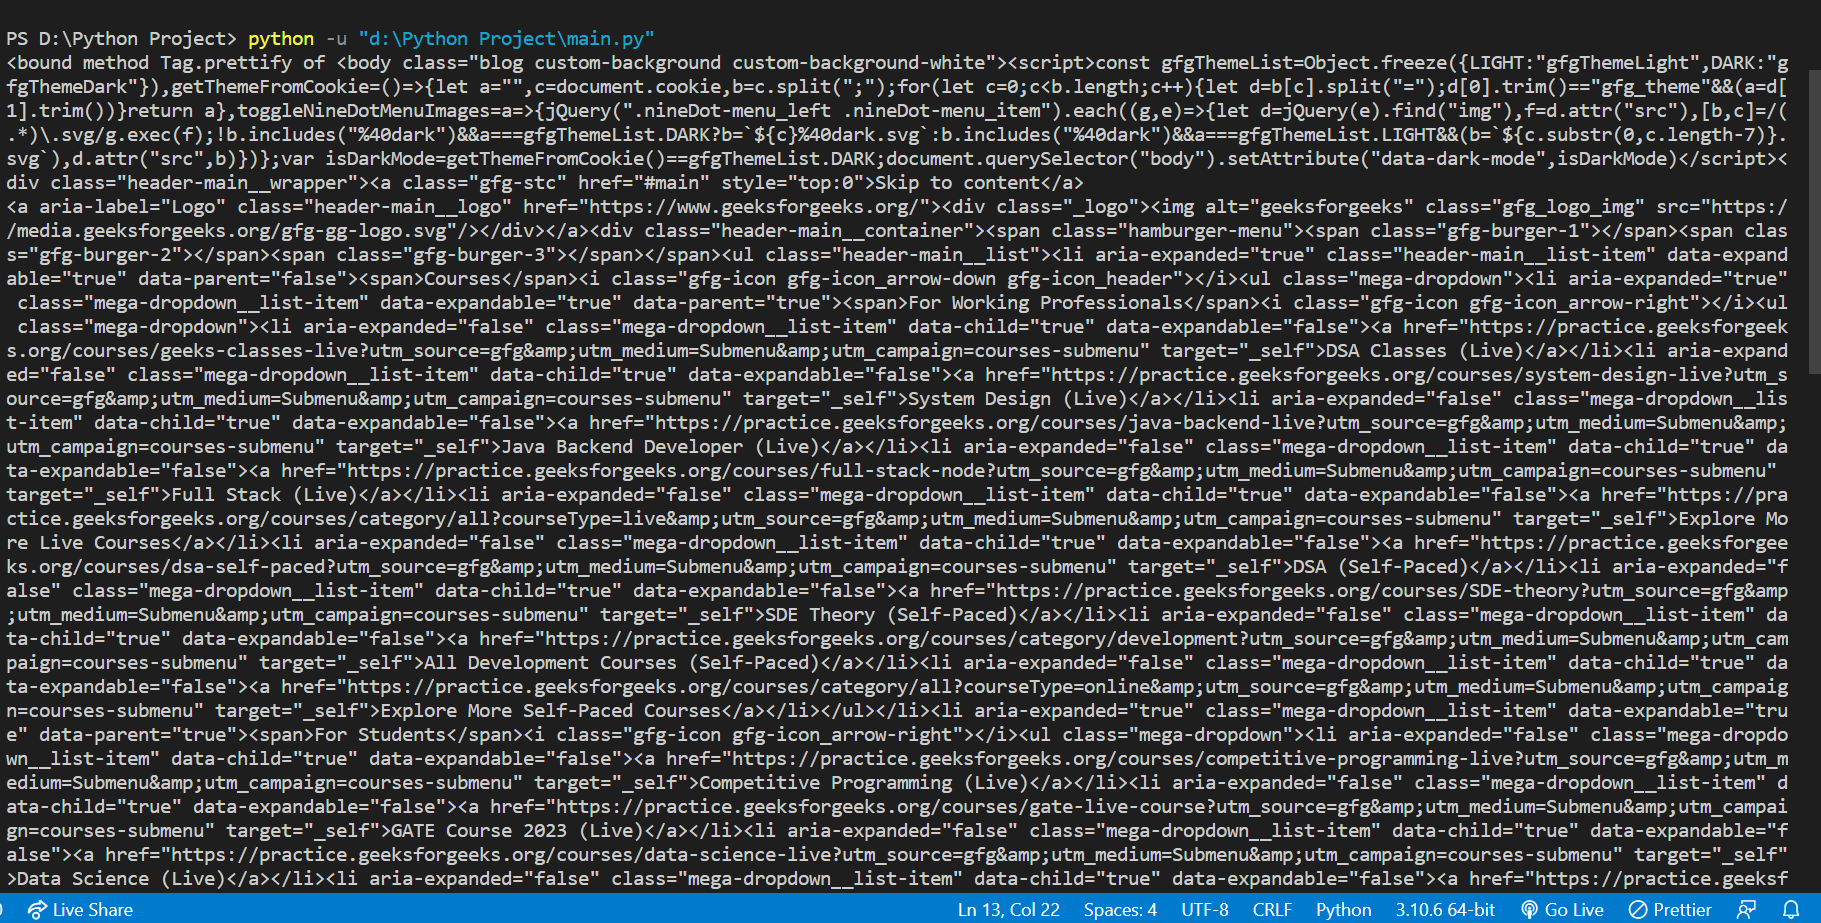 PS D:\Python Project> python -u "d:\Python Project\main.py"
<bound method Tag.prettify of <body class="blog custom-background custom-background-white"><script>const gfgThemeList=Object.freeze({LIGHT:"gfgThemeLight",DARK:"g
fgThemeDark"}),getThemeFromCookie=()=>{let a="",c=document.cookie,b=c.split(";");for(let c=0;c<b.length;c++){let d=b[c].split("=");d[0].trim()=="gfg_theme"&&(a=d[
1].trim())}return a},toggleNineDotMenuImages=a=>{jQuery(".nineDot-menu_left .nineDot-menu_item").each((g,e)=>{let d=jQuery(e).find("img"),f=d.attr("src"),[b,c]=/(
.*)\.svg/g.exec(f);!b.includes("%40dark")&&a===gfgThemeList.DARK?b=`${c}%40dark.svg`:b.includes("%40dark")&&a===gfgThemeList.LIGHT&&(b=`${c.substr(0,c.length-7)}.
svg`),d.attr("src",b)})};var isDarkMode=getThemeFromCookie()==gfgThemeList.DARK;document.querySelector("body").setAttribute("data-dark-mode",isDarkMode)</script><
div class="header-main__wrapper"><a class="gfg-stc" href="#main" style="top:0">Skip to content</a>
<a aria-label="Logo" class="header-main__logo" href="https://www.geeksforgeeks.org/"><div class="_logo"><img alt="geeksforgeeks" class="gfg_logo_img" src="https:/
/media.geeksforgeeks.org/gfg-gg-logo.svg"/></div></a><div class="header-main__container"><span class="hamburger-menu"><span class="gfg-burger-1"></span><span clas
s="gfg-burger-2"></span><span class="gfg-burger-3"></span></span><ul class="header-main__list"><li aria-expanded="true" class="header-main__list-item" data-expand
able="true" data-parent="false"><span>Courses</span><i class="gfg-icon gfg-icon_arrow-down gfg-icon_header"></i><ul class="mega-dropdown"><li aria-expanded="true"
 class="mega-dropdown__list-item" data-expandable="true" data-parent="true"><span>For Working Professionals</span><i class="gfg-icon gfg-icon_arrow-right"></i><ul
 class="mega-dropdown"><li aria-expanded="false" class="mega-dropdown__list-item" data-child="true" data-expandable="false"><a href="https://practice.geeksforgeek
s.org/courses/geeks-classes-live?utm_source=gfg&amp;utm_medium=Submenu&amp;utm_campaign=courses-submenu" target="_self">DSA Classes (Live)</a></li><li aria-expand
ed="false" class="mega-dropdown__list-item" data-child="true" data-expandable="false"><a href="https://practice.geeksforgeeks.org/courses/system-design-live?utm_s
ource=gfg&amp;utm_medium=Submenu&amp;utm_campaign=courses-submenu" target="_self">System Design (Live)</a></li><li aria-expanded="false" class="mega-dropdown__lis
t-item" data-child="true" data-expandable="false"><a href="https://practice.geeksforgeeks.org/courses/java-backend-live?utm_source=gfg&amp;utm_medium=Submenu&amp;
utm_campaign=courses-submenu" target="_self">Java Backend Developer (Live)</a></li><li aria-expanded="false" class="mega-dropdown__list-item" data-child="true" da
ta-expandable="false"><a href="https://practice.geeksforgeeks.org/courses/full-stack-node?utm_source=gfg&amp;utm_medium=Submenu&amp;utm_campaign=courses-submenu"
target="_self">Full Stack (Live)</a></li><li aria-expanded="false" class="mega-dropdown__list-item" data-child="true" data-expandable="false"><a href="https://pra
ctice.geeksforgeeks.org/courses/category/all?courseType=live&amp;utm_source=gfg&amp;utm_medium=Submenu&amp;utm_campaign=courses-submenu" target="_self">Explore Mo
re Live Courses</a></li><li aria-expanded="false" class="mega-dropdown__list-item" data-child="true" data-expandable="false"><a href="https://practice.geeksforgee
ks.org/courses/dsa-self-paced?utm_source=gfg&amp;utm_medium=Submenu&amp;utm_campaign=courses-submenu" target="_self">DSA (Self-Paced)</a></li><li aria-expanded="f
alse" class="mega-dropdown__list-item" data-child="true" data-expandable="false"><a href="https://practice.geeksforgeeks.org/courses/SDE-theory?utm_source=gfg&amp
;utm_medium=Submenu&amp;utm_campaign=courses-submenu" target="_self">SDE Theory (Self-Paced)</a></li><li aria-expanded="false" class="mega-dropdown__list-item" da
ta-child="true" data-expandable="false"><a href="https://practice.geeksforgeeks.org/courses/category/development?utm_source=gfg&amp;utm_medium=Submenu&amp;utm_cam
paign=courses-submenu" target="_self">All Development Courses (Self-Paced)</a></li><li aria-expanded="false" class="mega-dropdown__list-item" data-child="true" da
ta-expandable="false"><a href="https://practice.geeksforgeeks.org/courses/category/all?courseType=online&amp;utm_source=gfg&amp;utm_medium=Submenu&amp;utm_campaig
n=courses-submenu" target="_self">Explore More Self-Paced Courses</a></li></ul></li><li aria-expanded="true" class="mega-dropdown__list-item" data-expandable="tru
e" data-parent="true"><span>For Students</span><i class="gfg-icon gfg-icon_arrow-right"></i><ul class="mega-dropdown"><li aria-expanded="false" class="mega-dropdo
wn__list-item" data-child="true" data-expandable="false"><a href="https://practice.geeksforgeeks.org/courses/competitive-programming-live?utm_source=gfg&amp;utm_m
edium=Submenu&amp;utm_campaign=courses-submenu" target="_self">Competitive Programming (Live)</a></li><li aria-expanded="false" class="mega-dropdown__list-item" d
ata-child="true" data-expandable="false"><a href="https://practice.geeksforgeeks.org/courses/gate-live-course?utm_source=gfg&amp;utm_medium=Submenu&amp;utm_campai
gn=courses-submenu" target="_self">GATE Course 2023 (Live)</a></li><li aria-expanded="false" class="mega-dropdown__list-item" data-child="true" data-expandable="f
alse"><a href="https://practice.geeksforgeeks.org/courses/data-science-live?utm_source=gfg&amp;utm_medium=Submenu&amp;utm_campaign=courses-submenu" target="_self"
>Data Science (Live)</a></li><li aria-expanded="false" class="mega-dropdown__list-item" data-child="true" data-expandable="false"><a href="https://practice.geeksf
Live Share Ln 13, Col 22 Spaces: 4 UTF-8 CRLF Python 3.10.6 64-bit Go Live Prettier